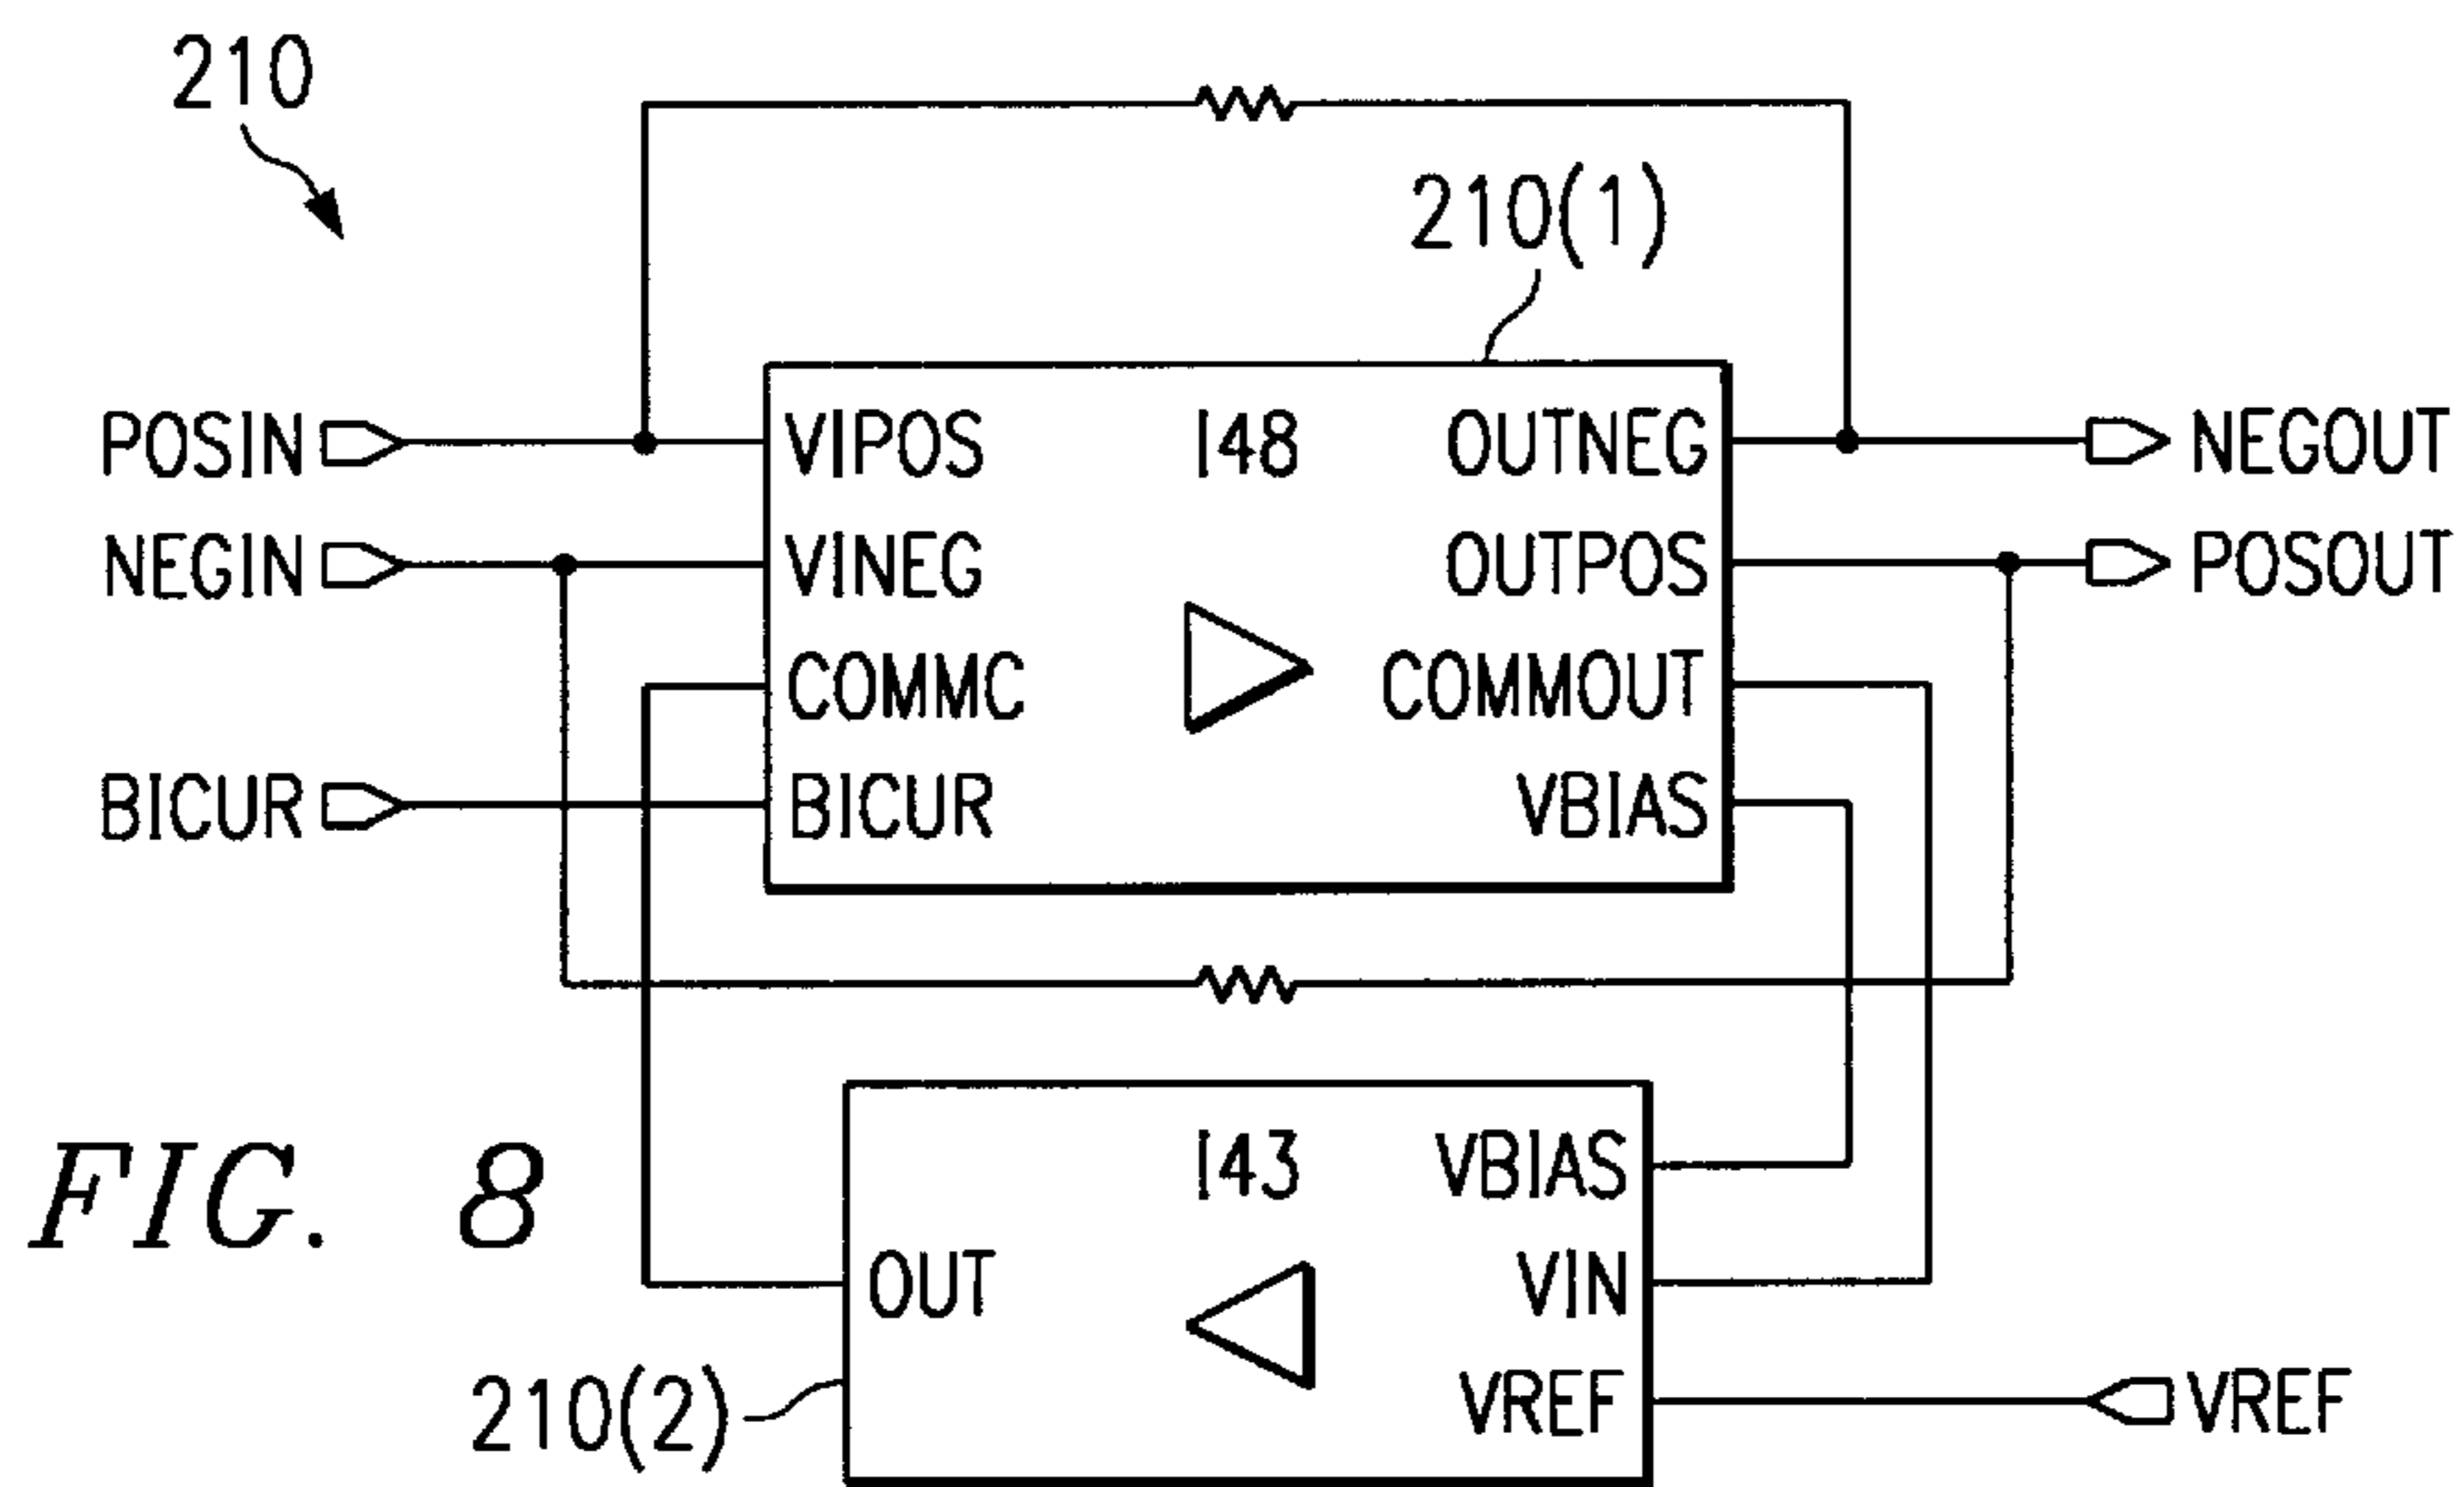 210
210(1)
POSIN VIPOS I48 OUTNEG NEGOUT
NEGIN VINEG OUTPOS POSOUT
COMMC COMMOUT
BICUR BICUR VBIAS
I43 VBIAS
FIG. 8
OUT VIN
210(2) VREF VREF